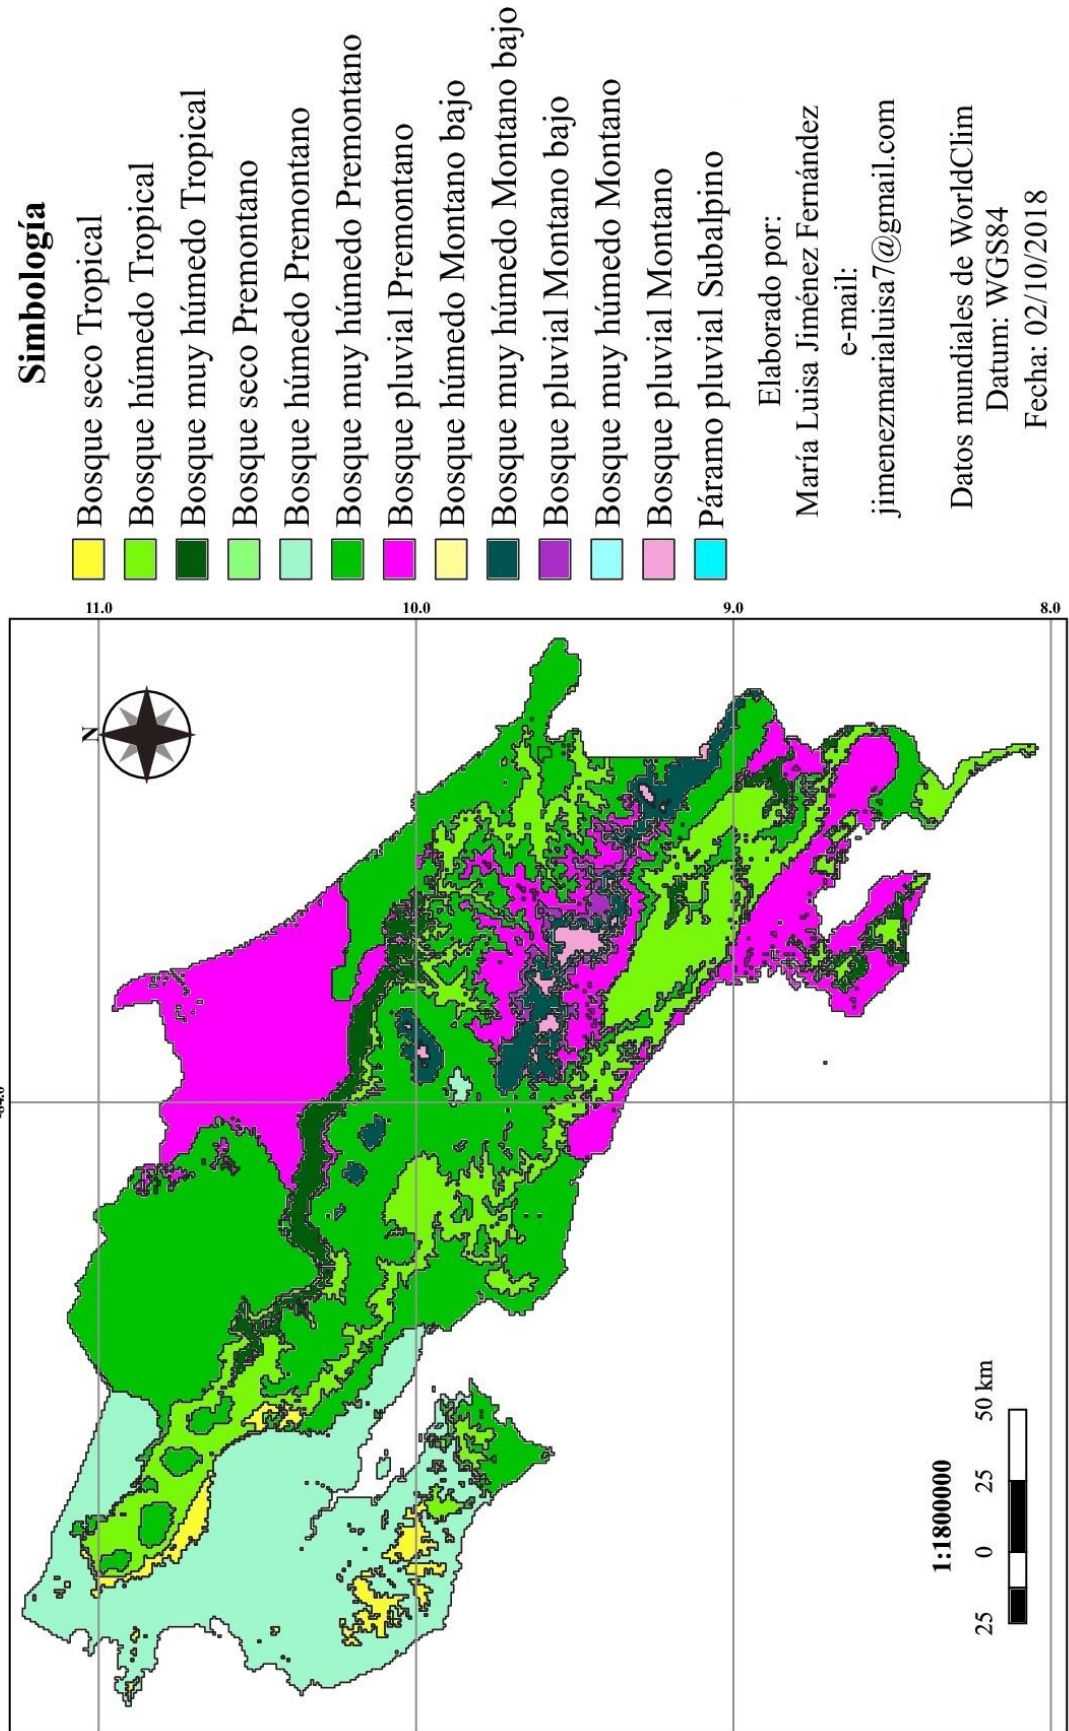 Simbología
Bosque seco Tropical
Bosque húmedo Tropical
Bosque muy húmedo Tropical
Bosque seco Premontano
Bosque húmedo Premontano
Bosque muy húmedo Premontano
Bosque pluvial Premontano
Bosque húmedo Montano bajo
Bosque muy húmedo Montano bajo
Bosque pluvial Montano bajo
Bosque muy húmedo Montano
Bosque pluvial Montano
Páramo pluvial Subalpino
Elaborado por:
María Luisa Jinénez Fernández
e-mail:
jjimenezmarialuisa7@gmail.com
Datos mundiales de WorldClim
Datum: WGS84
Fecha: 02/10/2018
11.0
10.0
9.0
8.0
N
1:1800000
25 0 25 50 km